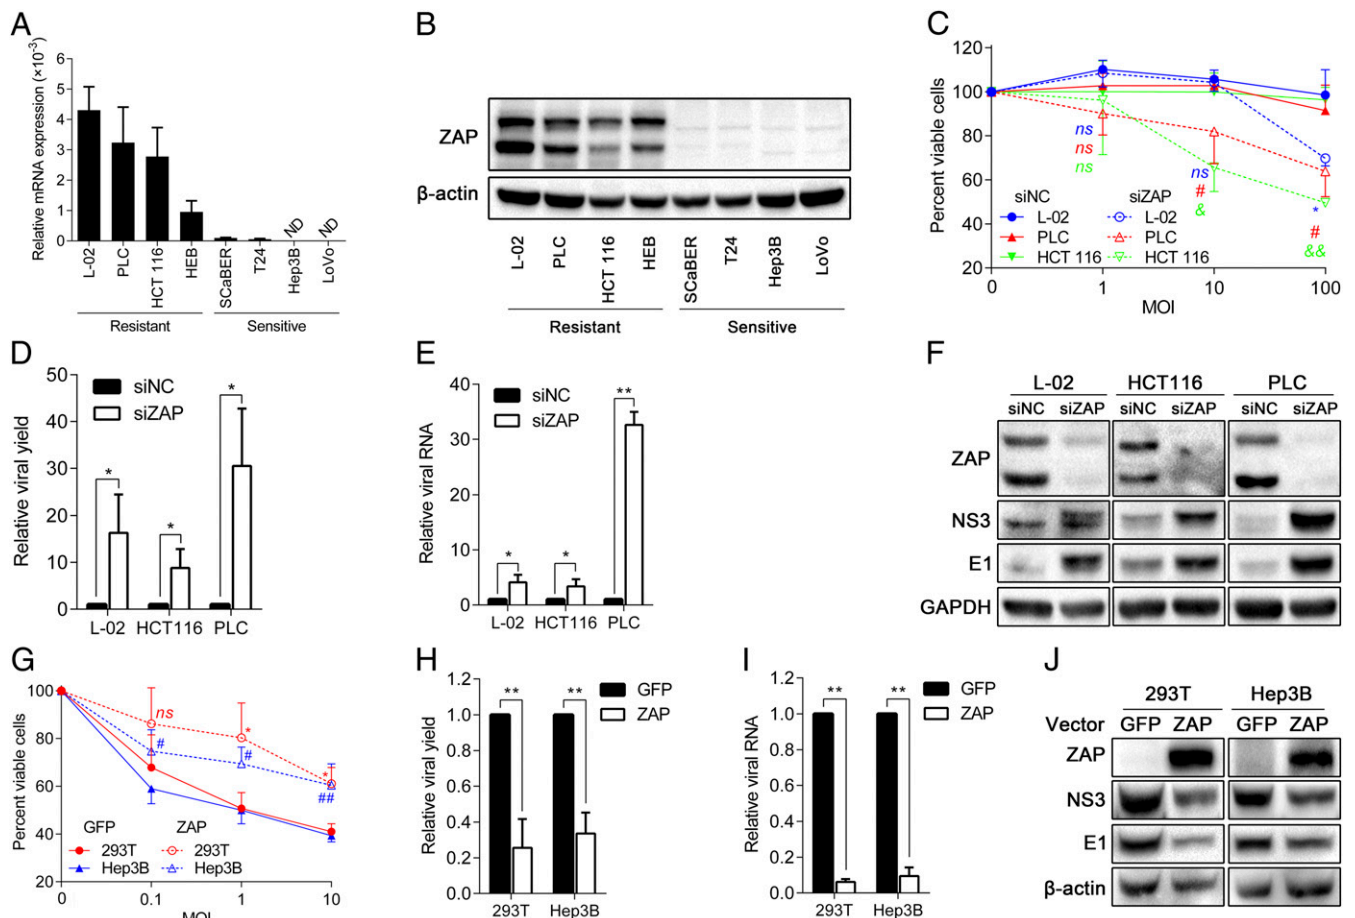 A
Relative mRNA expression (×10⁻³)
6
5
4
3
2
1
0
ND
ND
L-02
PLC
HCT 116
HEB
SCaBER
T24
Hep3B
LoVo
Resistant
Sensitive
B
ZAP
β-actin
L-02
PLC
HCT 116
HEB
SCaBER
T24
Hep3B
LoVo
Resistant
Sensitive
C
Percent viable cells
120
100
80
60
40
20
ns
ns
ns
ns
#
&
*
#
&&
siNC
siZAP
L-02
L-02
PLC
PLC
HCT 116
HCT 116
0
1
10
100
MOI
D
Relative viral yield
50
40
30
20
10
0
siNC
siZAP
*
*
*
L-02
HCT116
PLC
E
Relative viral RNA
40
30
20
10
0
siNC
siZAP
*
*
**
L-02
HCT116
PLC
F
L-02
HCT116
PLC
siNC siZAP
siNC siZAP
siNC siZAP
ZAP
NS3
E1
GAPDH
G
Percent viable cells
100
80
60
40
20
ns
#
*
#
*
##
GFP
ZAP
293T
293T
Hep3B
Hep3B
0
0.1
1
10
MOI
H
Relative viral yield
1.2
1.0
0.8
0.6
0.4
0.2
0.0
**
**
GFP
ZAP
293T
Hep3B
I
Relative viral RNA
1.2
1.0
0.8
0.6
0.4
0.2
0.0
**
**
GFP
ZAP
293T
Hep3B
J
293T
Hep3B
Vector GFP ZAP GFP ZAP
ZAP
NS3
E1
β-actin